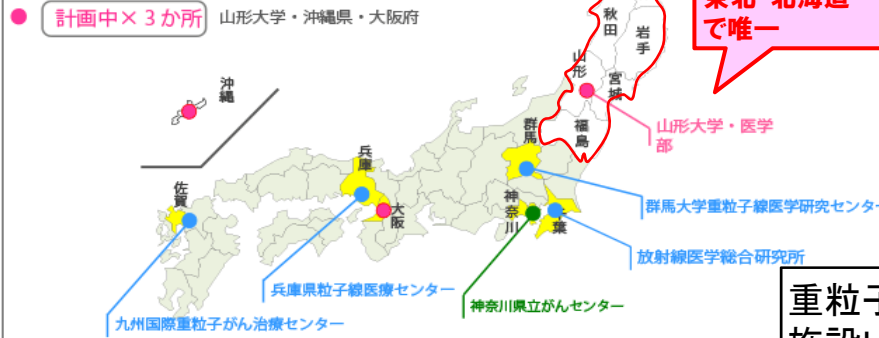 計画中×３か所 山形大学・沖縄県・大阪府
東北 北海道
で唯一
秋田
岩手
山形
宮城
沖縄
福島
群馬
山形大学・医学
部
兵庫
佐賀
大阪
神奈川
千葉
群馬大学重粒子線医学研究センター
放射線医学総合研究所
兵庫県粒子線医療センター
神奈川県立がんセンター
九州国際重粒子がん治療センター
重粒子